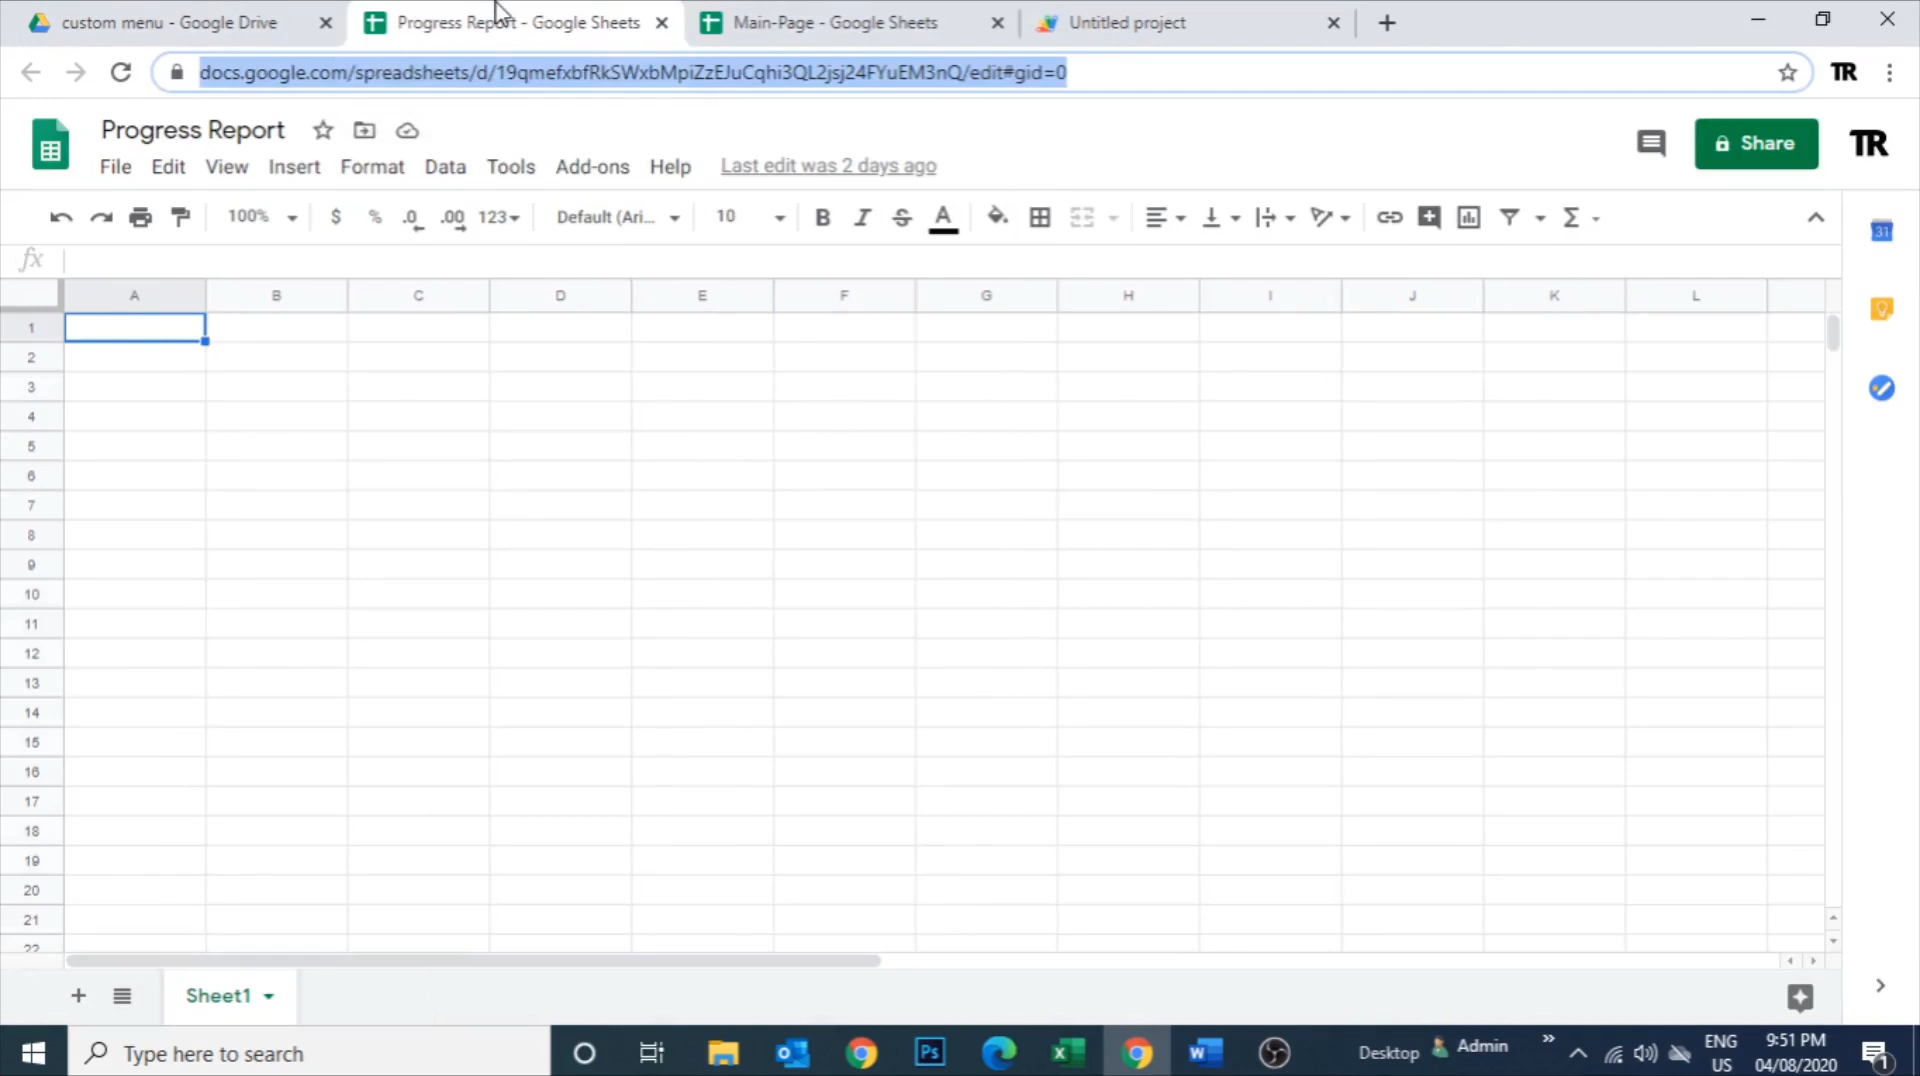 custom menu - Google Drive
Progress Report - Google Sheets
Main-Page - Google Sheets
Untitled project
docs.google.com/spreadsheets/d/19qmefxbfRkSWxbMpiZzEJuCqhi3QL2jsj24FYuEM3nQ/edit#gid=0
TR
Progress Report
File Edit View Insert Format Data Tools Add-ons Help Last edit was 2 days ago
Share
TR
100% $ % .0 .00 123 Default (Ari... 10 B I S A Σ
31
fx
A B C D E F G H I J K L
1
2
3
4
5
6
7
8
9
10
11
12
13
14
15
16
17
18
19
20
21
22
Sheet1
Type here to search
Ps
Desktop
Admin
ENG
US
9:51 PM
04/08/2020
1